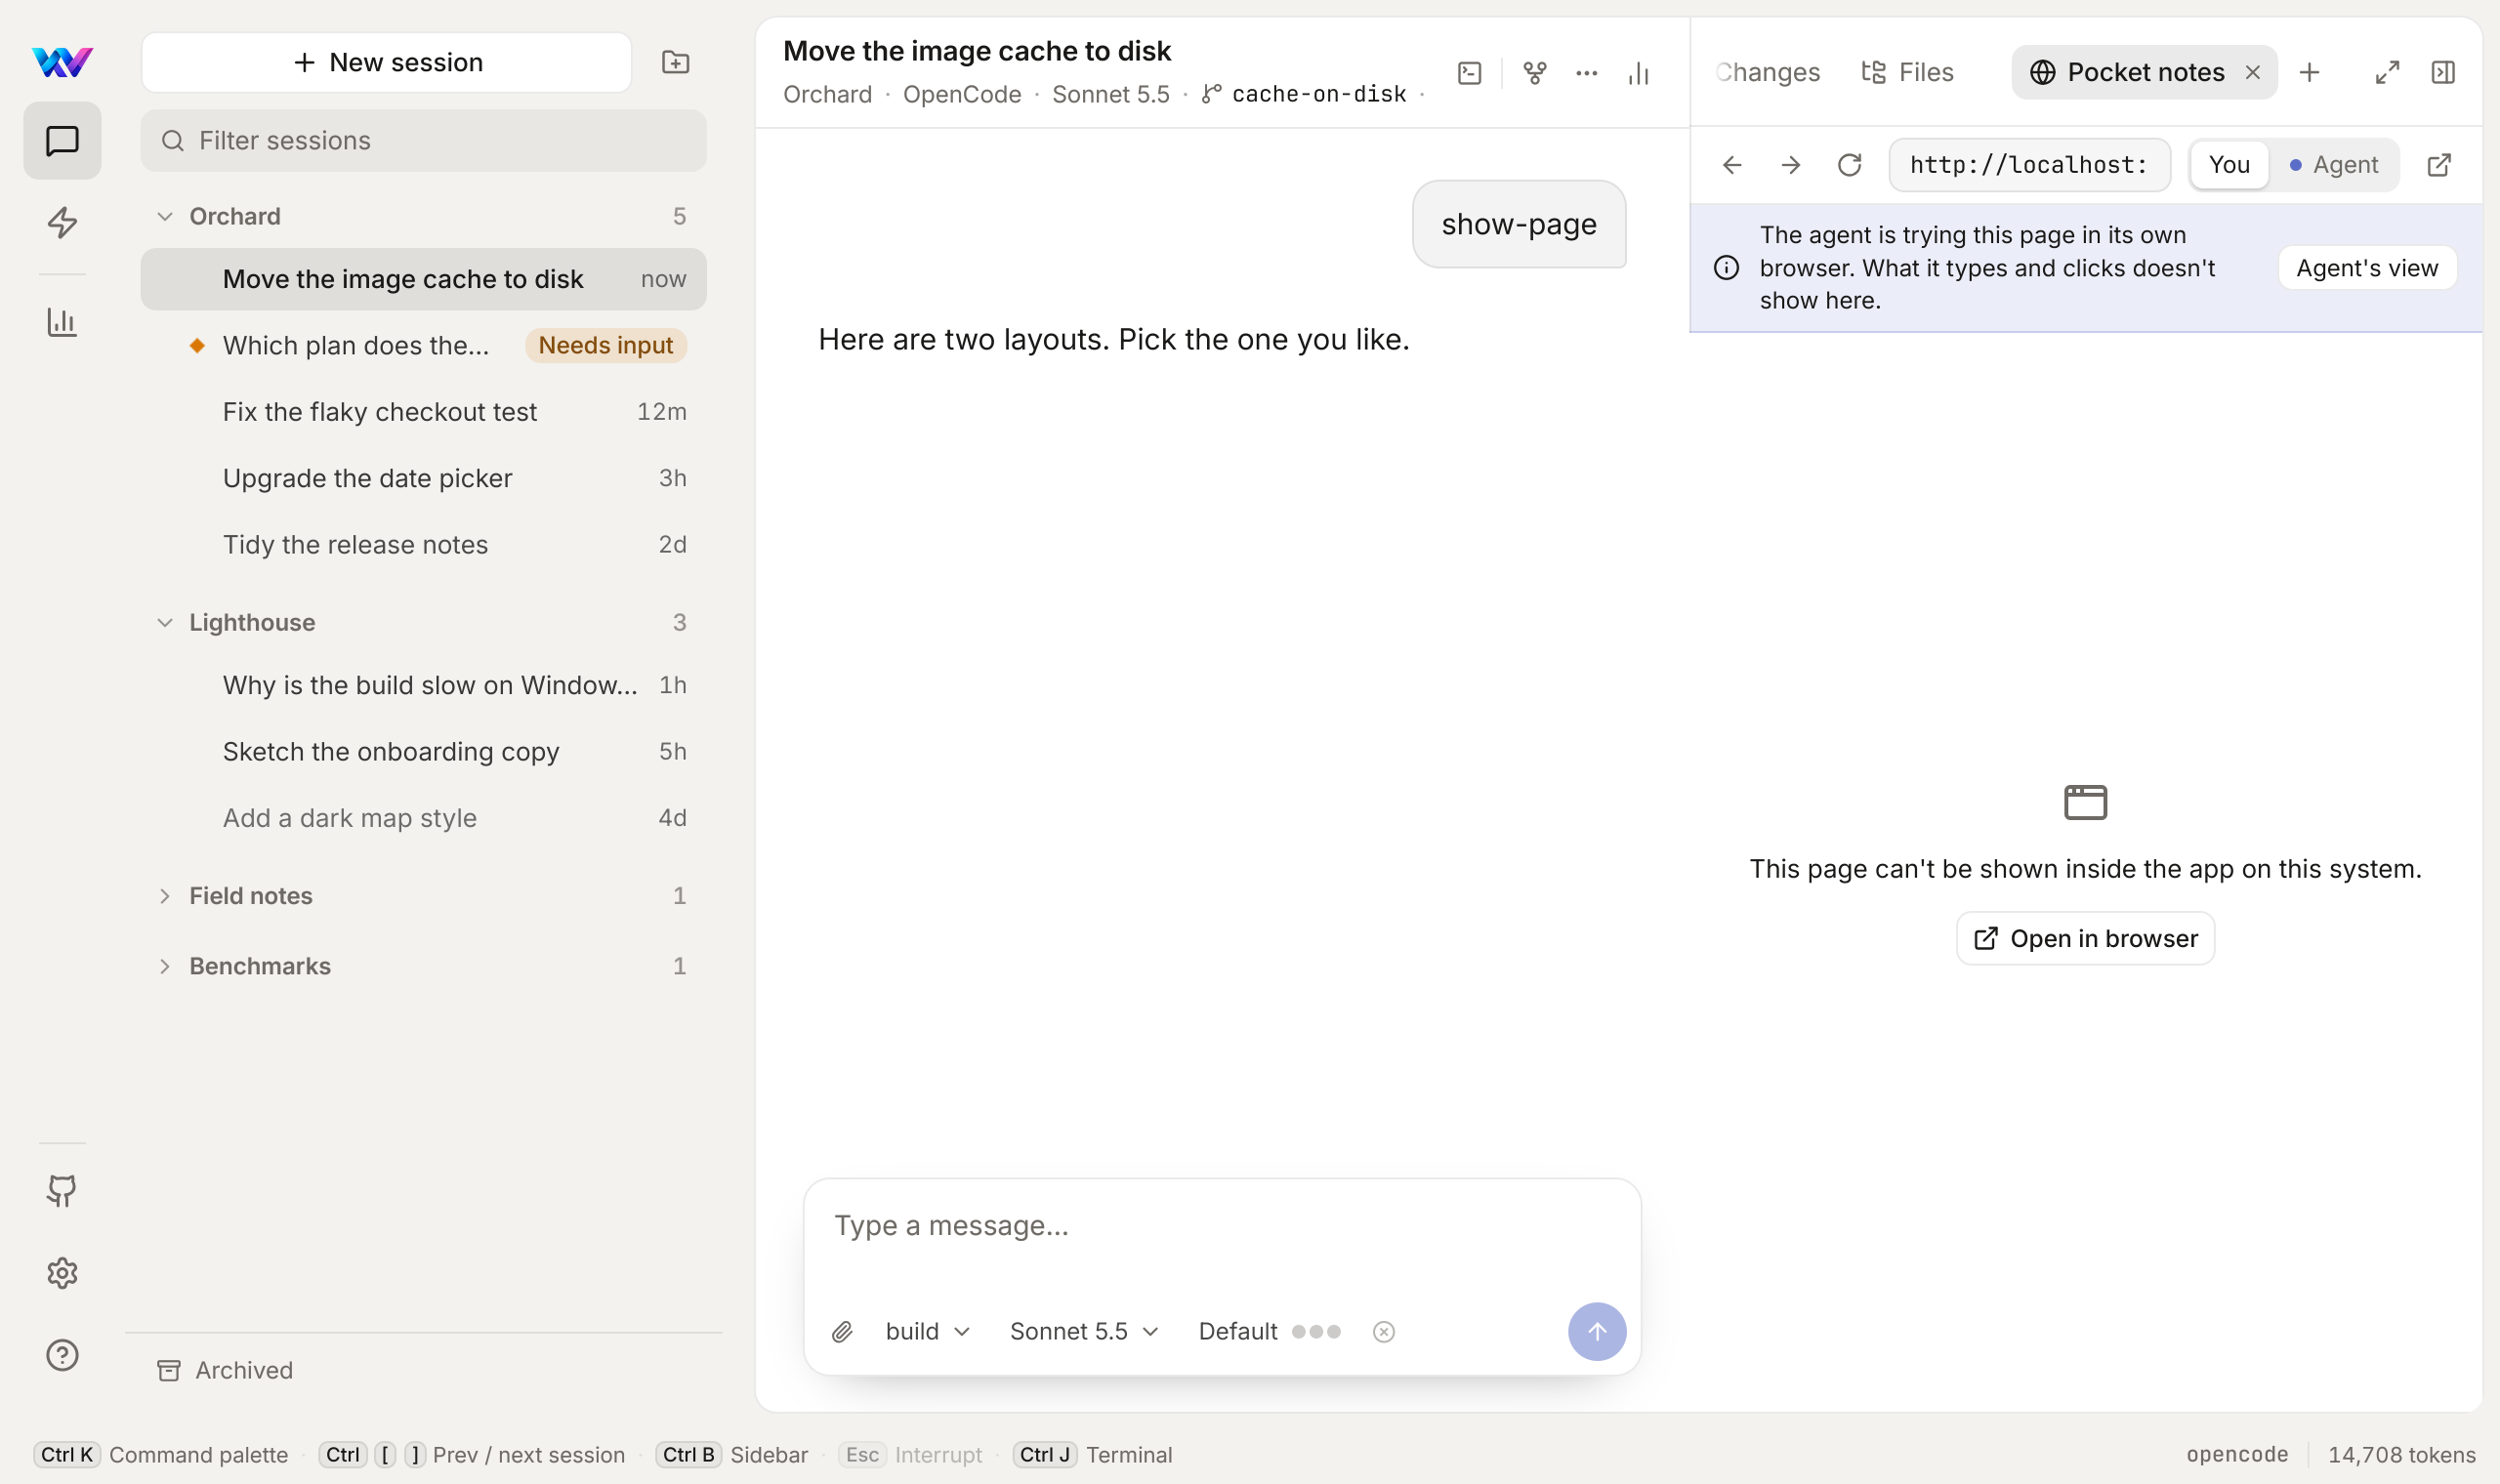 New session
Filter sessions
Orchard 5
Move the image cache to disk now
Which plan does the... Needs input
Fix the flaky checkout test 12m
Upgrade the date picker 3h
Tidy the release notes 2d
Lighthouse 3
Why is the build slow on Window... 1h
Sketch the onboarding copy 5h
Add a dark map style 4d
Field notes 1
Benchmarks 1
Archived
Move the image cache to disk
Orchard · OpenCode · Sonnet 5.5 · cache-on-disk ·
show-page
Here are two layouts. Pick the one you like.
Type a message...
build Sonnet 5.5 Default
Changes Files Pocket notes
http://localhost: You Agent
The agent is trying this page in its own
browser. What it types and clicks doesn't
show here.
Agent's view
This page can't be shown inside the app on this system.
Open in browser
Ctrl K Command palette · Ctrl [ ] Prev / next session · Ctrl B Sidebar · Esc Interrupt · Ctrl J Terminal
opencode 14,708 tokens